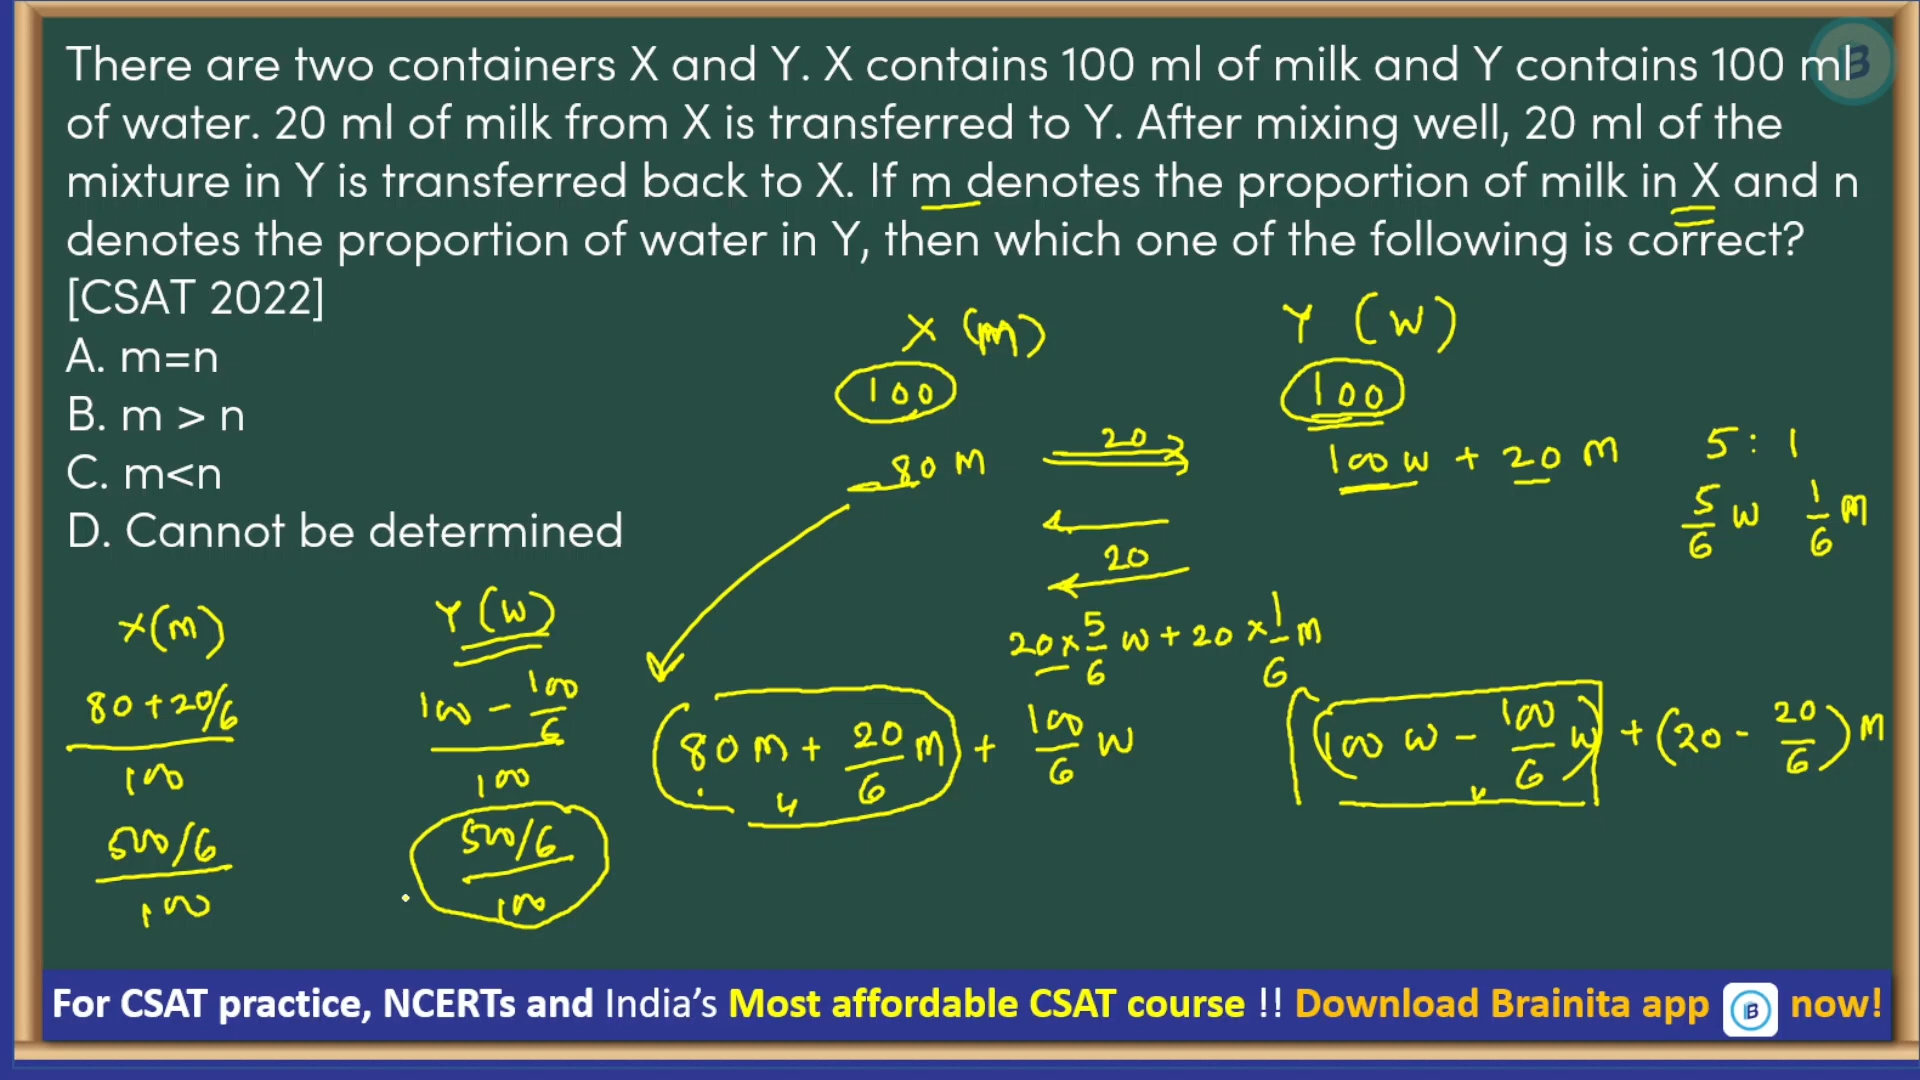 There are two containers X and Y. X contains 100 ml of milk and Y contains 100 ml
of water. 20 ml of milk from X is transferred to Y. After mixing well, 20 ml of the
mixture in Y is transferred back to X. If m denotes the proportion of milk in X and n
denotes the proportion of water in Y, then which one of the following is correct?
[CSAT 2022]
A. m=n
B. m > n
C. m<n
D. Cannot be determined
X (M)
Y (W)
100
100
80 M
20
100 W + 20 M
5 : 1
5/6 W 1/6 M
20
20 × 5/6 W + 20 × 1/6 M
X(M)
Y (W)
80 + 20/6
100
100 - 100/6
100
(80 M + 20/6 M) + 100/6 W
(100 W - 100/6 W) + (20 - 20/6) M
500/6
100
500/6
100
For CSAT practice, NCERTs and India's Most affordable CSAT course !! Download Brainita app B now!